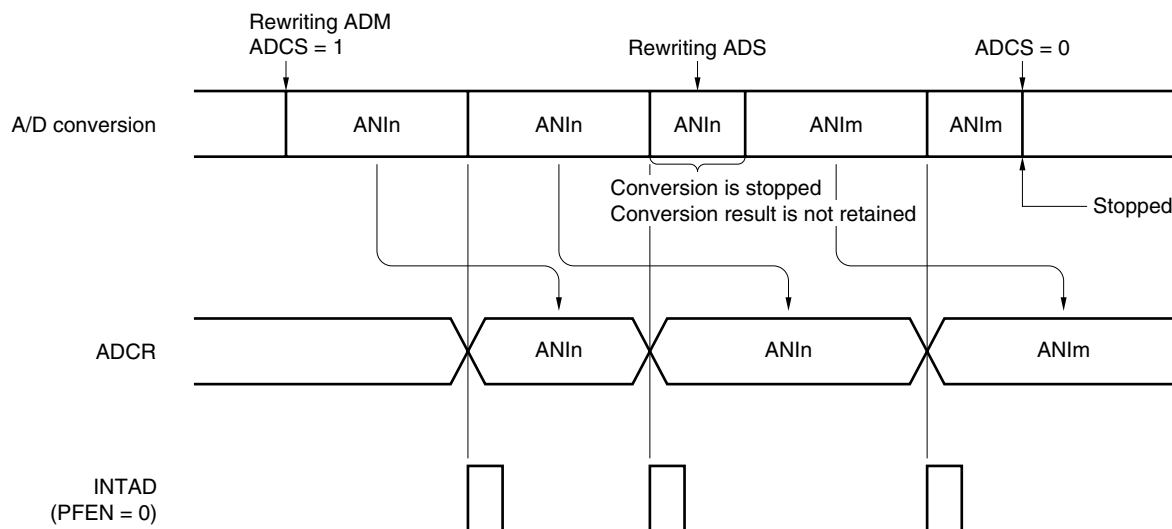 Rewriting ADM
ADCS = 1
Rewriting ADS
ADCS = 0
A/D conversion
ANIn
ANIn
ANIn
ANIm
ANIm
Conversion is stopped
Conversion result is not retained
Stopped
ADCR
ANIn
ANIn
ANIm
INTAD
(PFEN = 0)